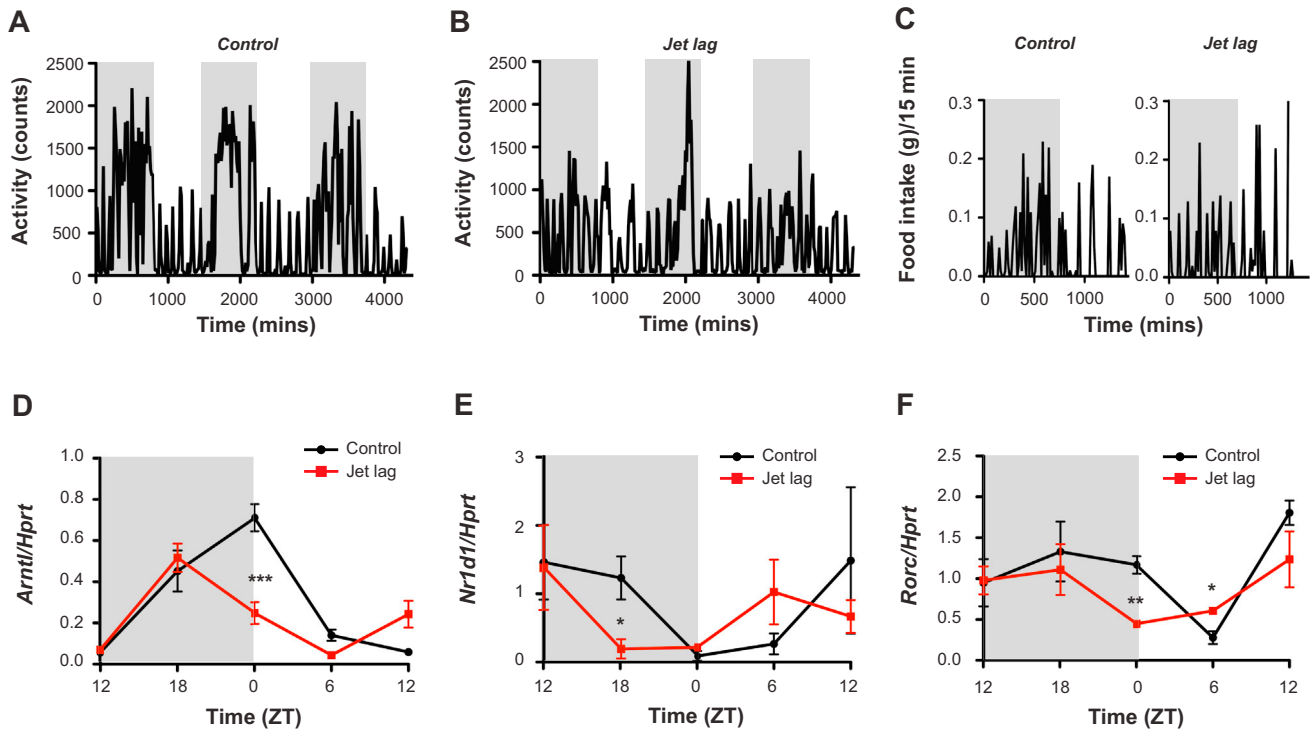 A
Control
Activity (counts)
2500
2000
1500
1000
500
0
0 1000 2000 3000 4000
Time (mins)
B
Jet lag
Activity (counts)
2500
2000
1500
1000
500
0
0 1000 2000 3000 4000
Time (mins)
C
Control
Jet lag
Food intake (g)/15 min
0.3
0.2
0.1
0.0
0 500 1000
0.3
0.2
0.1
0.0
0 500 1000
Time (mins)
D
Control
Jet lag
Arntl/Hprt
1.0
0.8
0.6
0.4
0.2
0.0
***
12 18 0 6 12
Time (ZT)
E
Control
Jet lag
Nr1d1/Hprt
3
2
1
0
*
12 18 0 6 12
Time (ZT)
F
Control
Jet lag
Rorc/Hprt
2.5
2.0
1.5
1.0
0.5
0.0
**
*
12 18 0 6 12
Time (ZT)